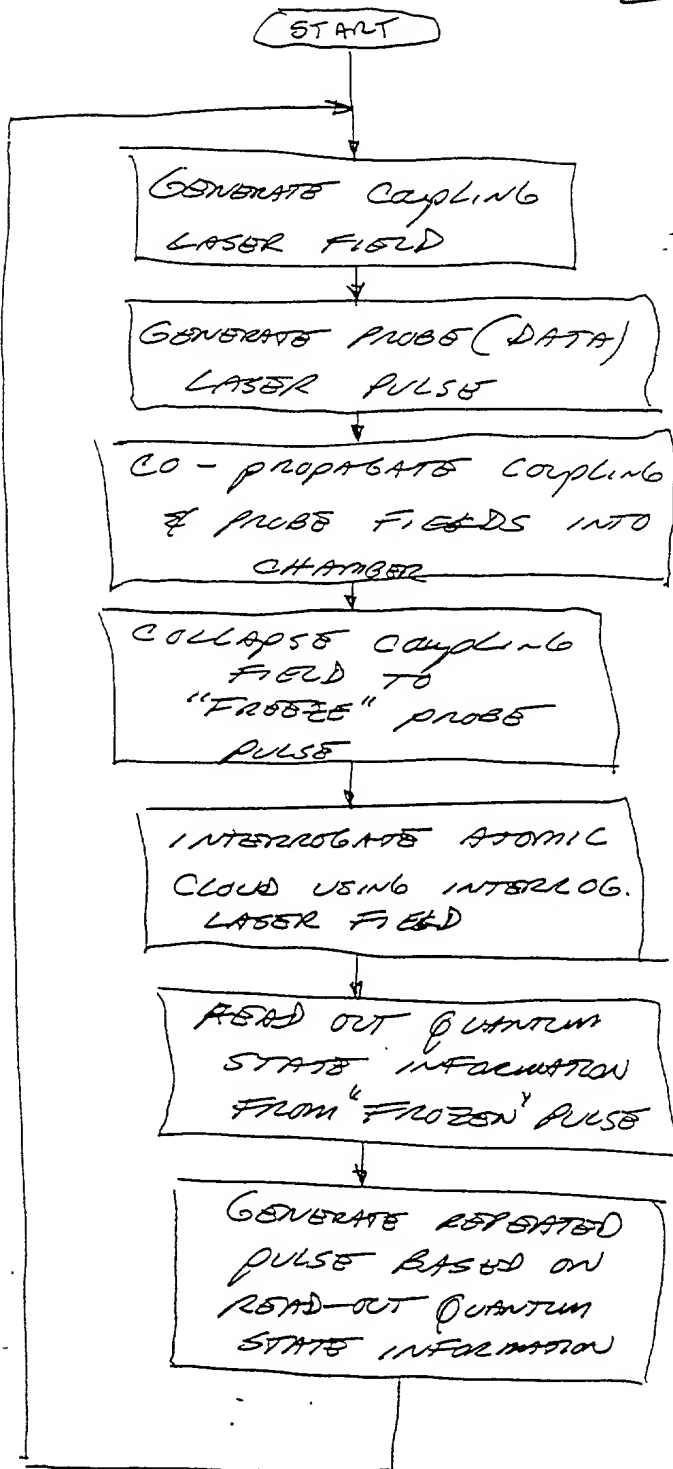 START
GENERATE COUPLING
LASER FIELD
GENERATE PROBE (DATA)
LASER PULSE
CO-PROPAGATE COUPLING
& PROBE FIELDS INTO
CHAMBER
COLLAPSE COUPLING
FIELD TO
"FREEZE" PROBE
PULSE
INTERROGATE ATOMIC
CLOUD USING INTERROG.
LASER FIELD
READ OUT QUANTUM
STATE INFORMATION
FROM "FROZEN" PULSE
GENERATE REPEATED
PULSE BASED ON
READ-OUT QUANTUM
STATE INFORMATION